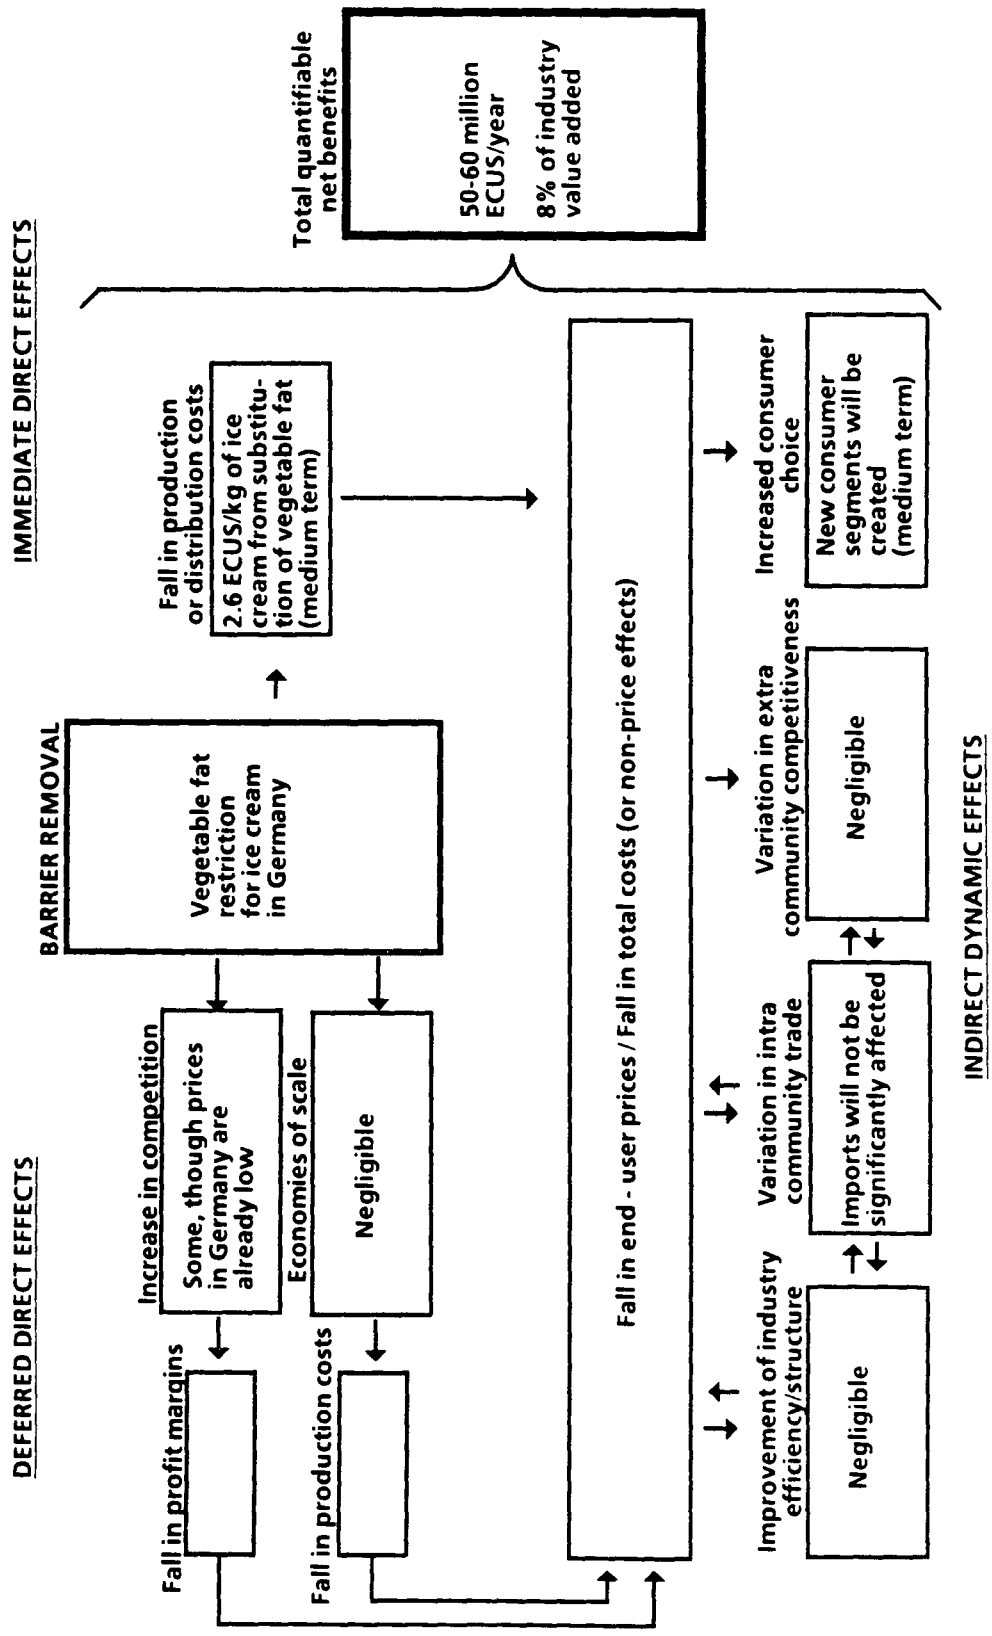 DEFERRED DIRECT EFFECTS
IMMEDIATE DIRECT EFFECTS
BARRIER REMOVAL
Vegetable fat
restriction
for ice cream
in Germany
Increase in competition
Some, though prices
in Germany are
already low
Fall in profit margins
Economies of scale
Negligible
Fall in production costs
Fall in production
or distribution costs
2.6 ECUS/kg of ice
cream from substitu-
tion of vegetable fat
(medium term)
Total quantifiable
net benefits
50-60 million
ECUS/year
8% of industry
value added
Fall in end - user prices / Fall in total costs (or non-price effects)
Improvement of industry
efficiency/structure
Negligible
Variation in intra
community trade
Imports will not be
significantly affected
Variation in extra
community competitiveness
Negligible
Increased consumer
choice
New consumer
segments will be
created
(medium term)
INDIRECT DYNAMIC EFFECTS